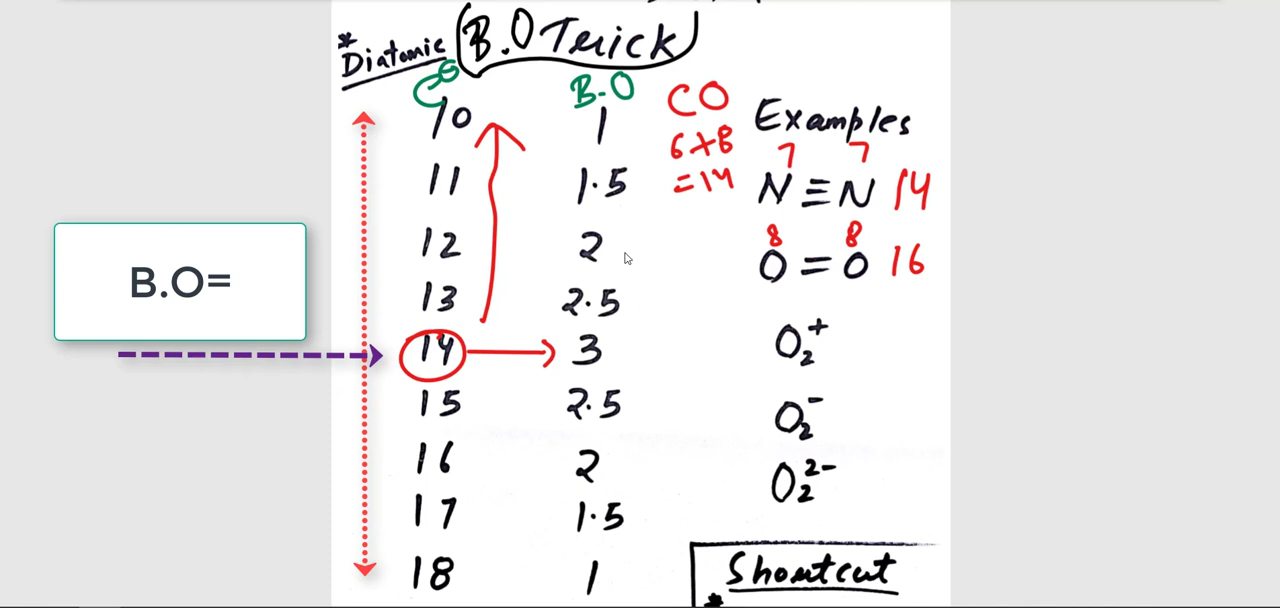 *Diatomic B.O Trick
e⊖ B.O
10 1
11 1.5
12 2
13 2.5
14 → 3
15 2.5
16 2
17 1.5
18 1
B.O=
CO
6+8
=14
Examples
7 7
N≡N 14
8 8
O=O 16
O₂⁺
O₂⁻
O₂²⁻
Shortcut
*